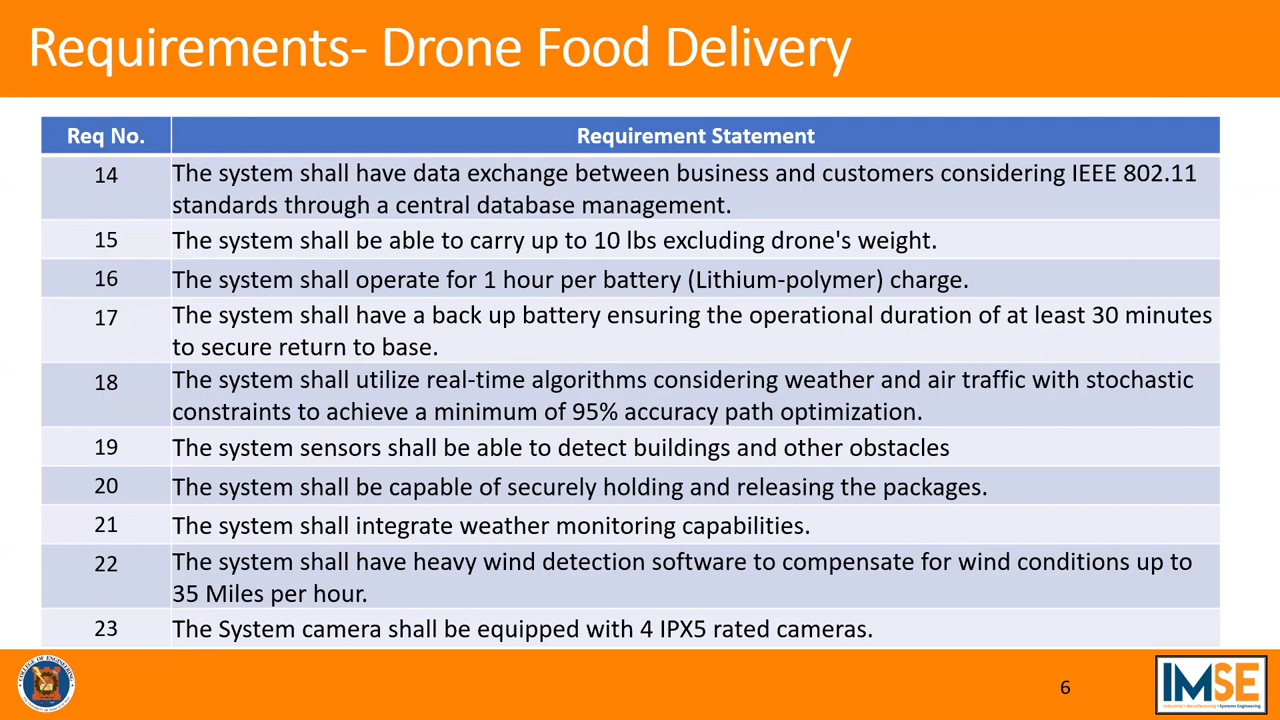 Requirements- Drone Food Delivery
Req No. Requirement Statement
14 The system shall have data exchange between business and customers considering IEEE 802.11
standards through a central database management.
15 The system shall be able to carry up to 10 lbs excluding drone's weight.
16 The system shall operate for 1 hour per battery (Lithium-polymer) charge.
17 The system shall have a back up battery ensuring the operational duration of at least 30 minutes
to secure return to base.
18 The system shall utilize real-time algorithms considering weather and air traffic with stochastic
constraints to achieve a minimum of 95% accuracy path optimization.
19 The system sensors shall be able to detect buildings and other obstacles
20 The system shall be capable of securely holding and releasing the packages.
21 The system shall integrate weather monitoring capabilities.
22 The system shall have heavy wind detection software to compensate for wind conditions up to
35 Miles per hour.
23 The System camera shall be equipped with 4 IPX5 rated cameras.
COLLEGE OF ENGINEERING
6
IMSE
Industrial • Manufacturing • Systems Engineering